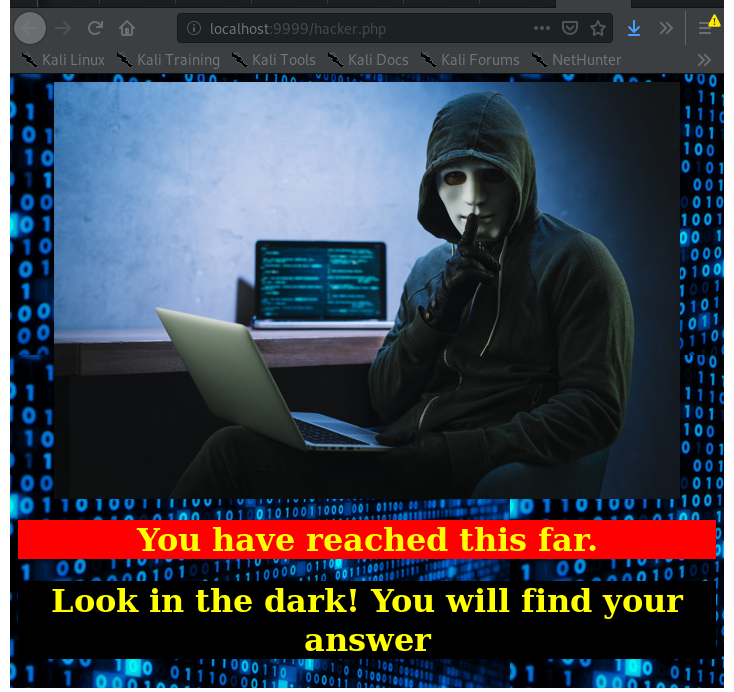 localhost:9999/hacker.php
Kali Linux Kali Training Kali Tools Kali Docs Kali Forums NetHunter
You have reached this far.
Look in the dark! You will find your
answer